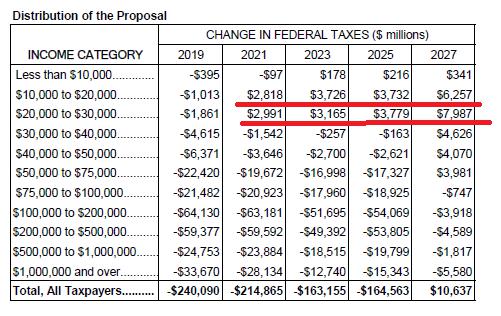 Distribution of the Proposal
CHANGE IN FEDERAL TAXES ($ millions)
INCOME CATEGORY 2019 2021 2023 2025 2027
Less than $10,000............. -$395 -$97 $178 $216 $341
$10,000 to $20,000............ -$1,013 $2,818 $3,726 $3,732 $6,257
$20,000 to $30,000............ -$1,861 $2,991 $3,165 $3,779 $7,987
$30,000 to $40,000............ -$4,615 -$1,542 -$257 -$163 $4,626
$40,000 to $50,000............ -$6,371 -$3,646 -$2,700 -$2,621 $4,070
$50,000 to $75,000............ -$22,420 -$19,672 -$16,998 -$17,327 $3,981
$75,000 to $100,000.......... -$21,482 -$20,923 -$17,960 -$18,925 -$747
$100,000 to $200,000........ -$64,130 -$63,181 -$51,695 -$54,069 -$3,918
$200,000 to $500,000........ -$59,377 -$59,592 -$49,392 -$53,805 -$4,589
$500,000 to $1,000,000..... -$24,753 -$23,884 -$18,515 -$19,799 -$1,817
$1,000,000 and over........... -$33,670 -$28,134 -$12,740 -$15,343 -$5,580
Total, All Taxpayers.......... -$240,090 -$214,865 -$163,155 -$164,563 $10,637